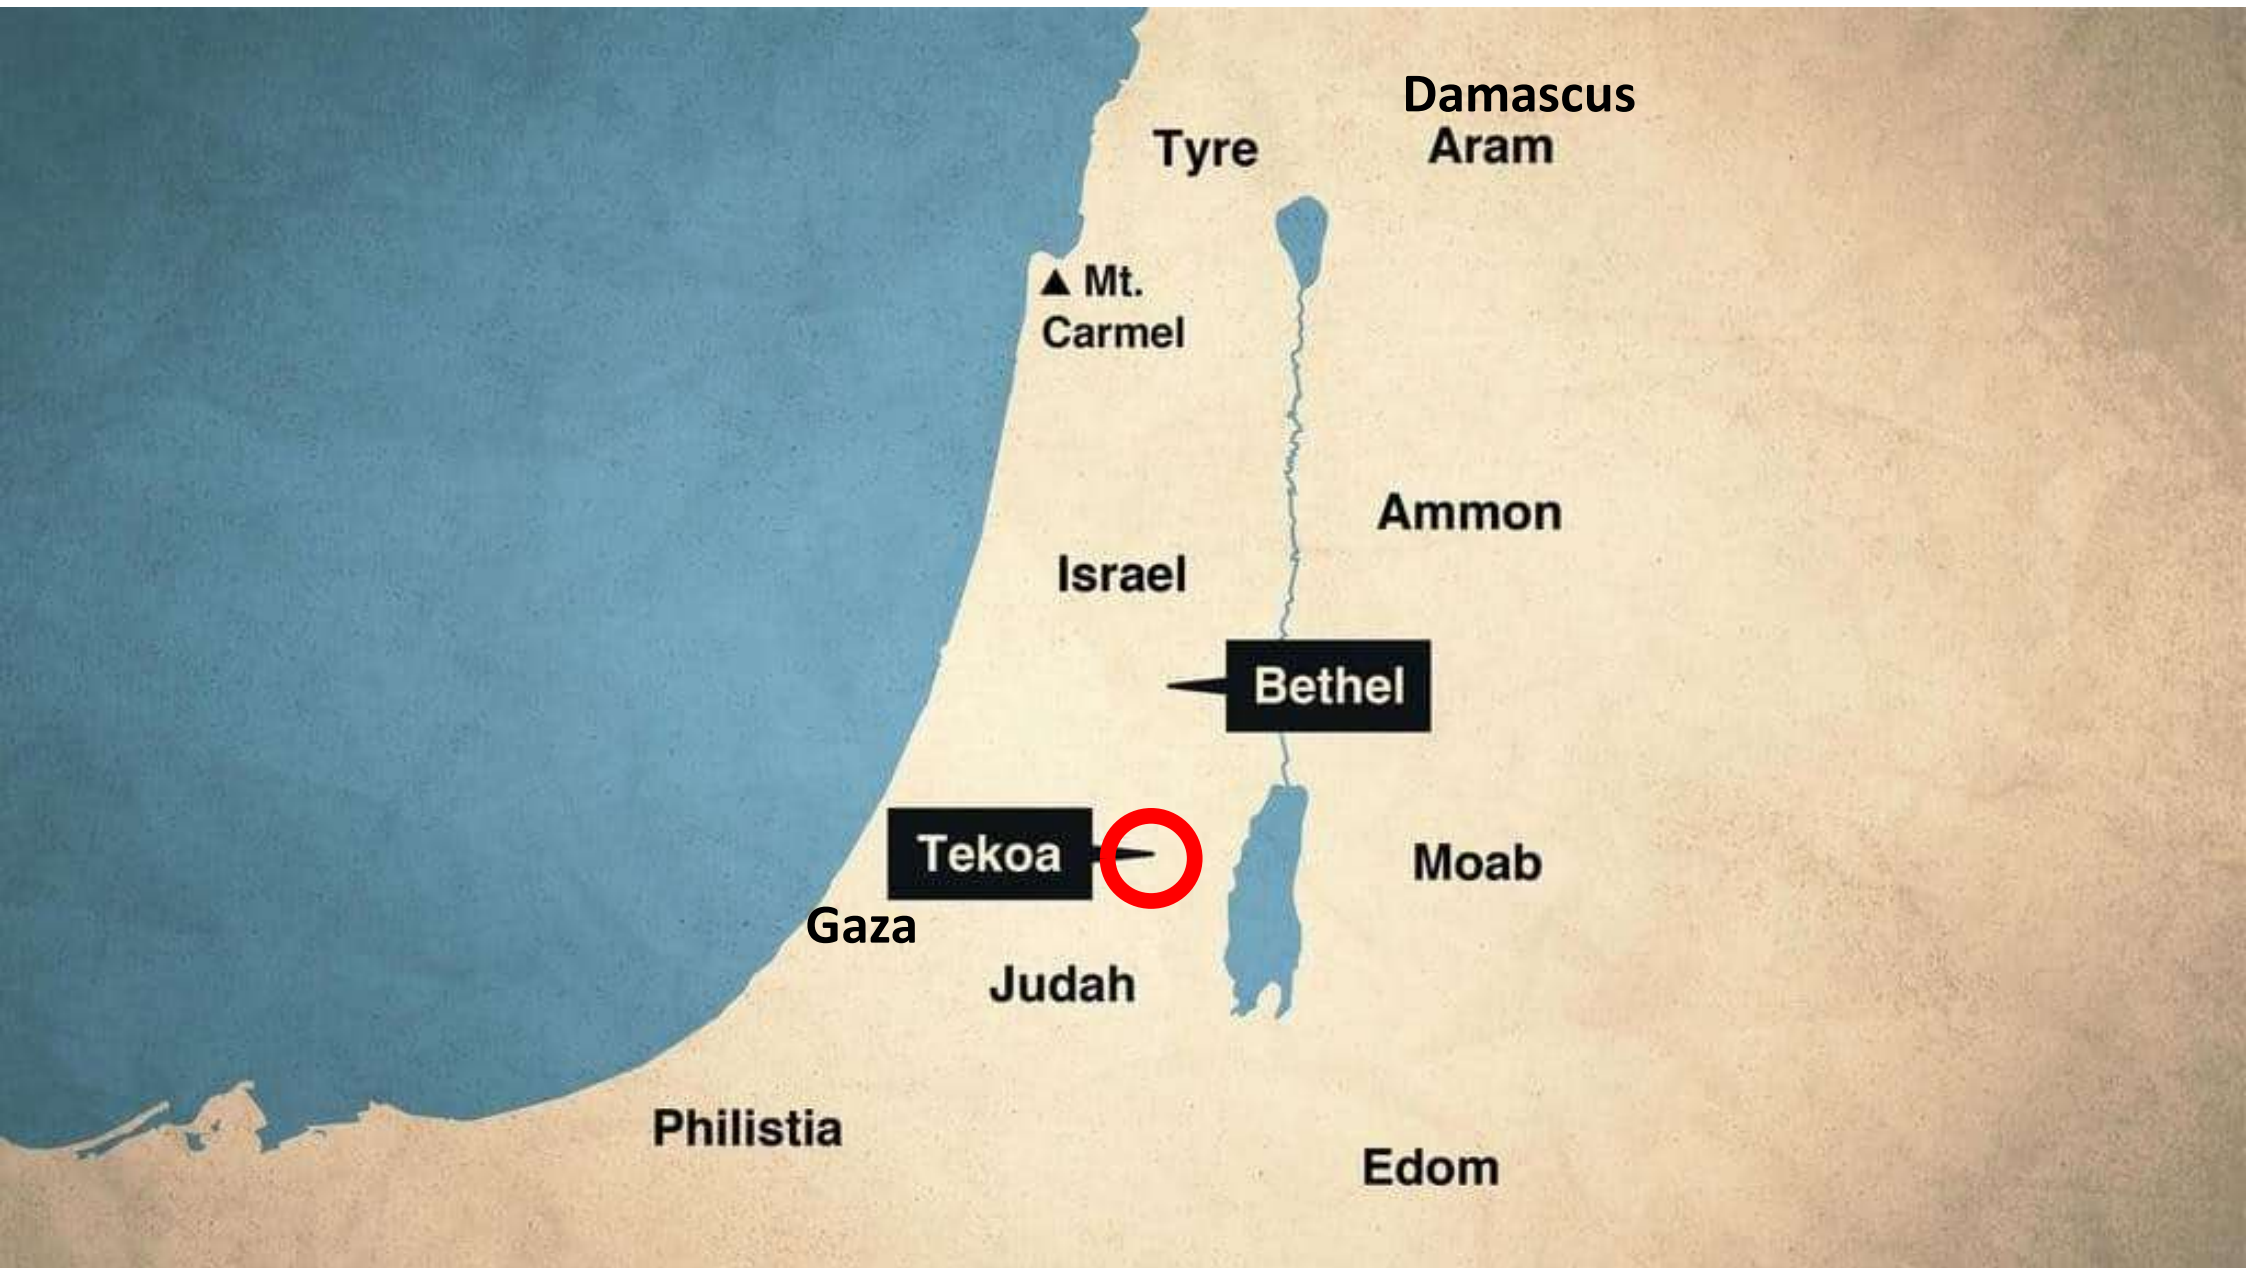 Damascus
Tyre
Aram
▲ Mt.
Carmel
Ammon
Israel
Bethel
Tekoa
Moab
Gaza
Judah
Philistia
Edom